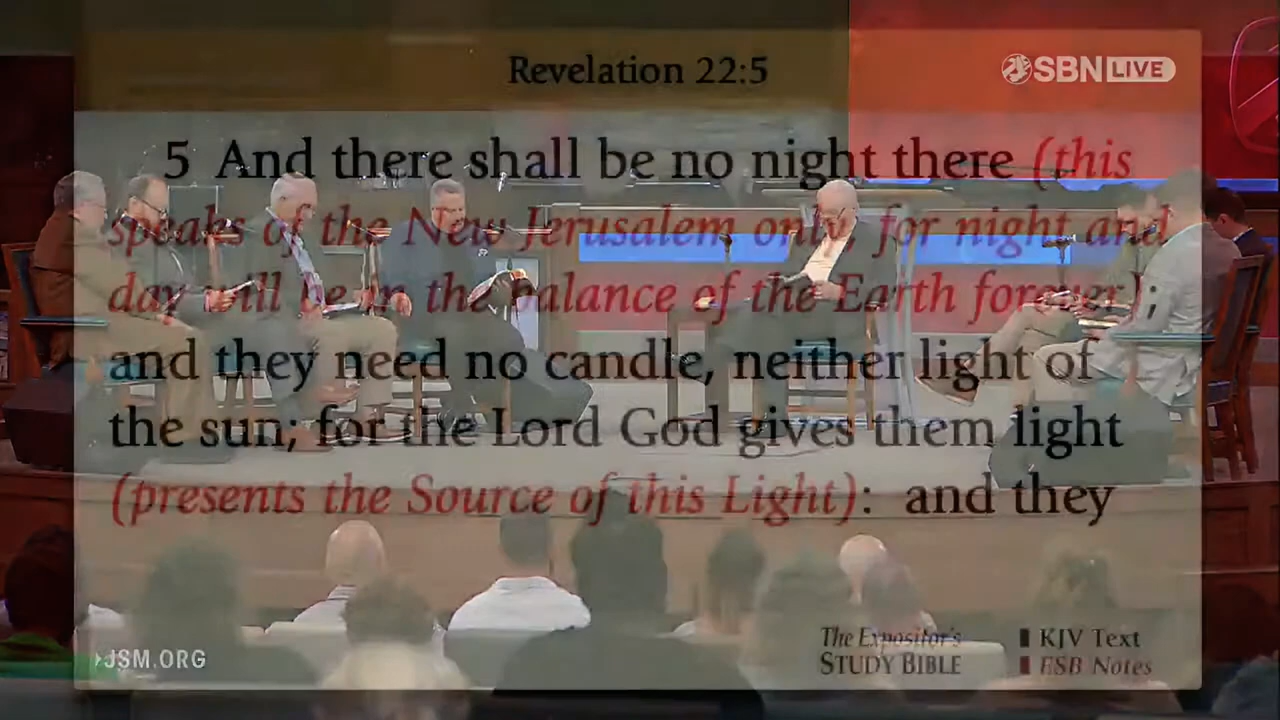 Revelation 22:5
SBN LIVE
5 And there shall be no night there (this
speaks of the New Jerusalem only, for night and
day will be in the balance of the Earth forever);
and they need no candle, neither light of
the sun; for the Lord God gives them light
(presents the Source of this Light): and they
The Expositor's
STUDY BIBLE
KJV Text
ESB Notes
JSM.ORG